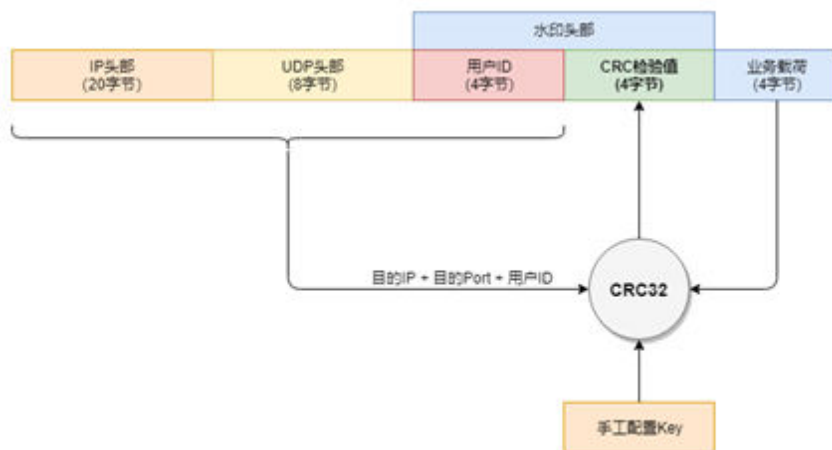 水印头部
IP头部
(20字节)
UDP头部
(8字节)
用户ID
(4字节)
CRC检验值
(4字节)
业务载荷
(4字节)
目的IP + 目的Port + 用户ID
CRC32
手工配置Key